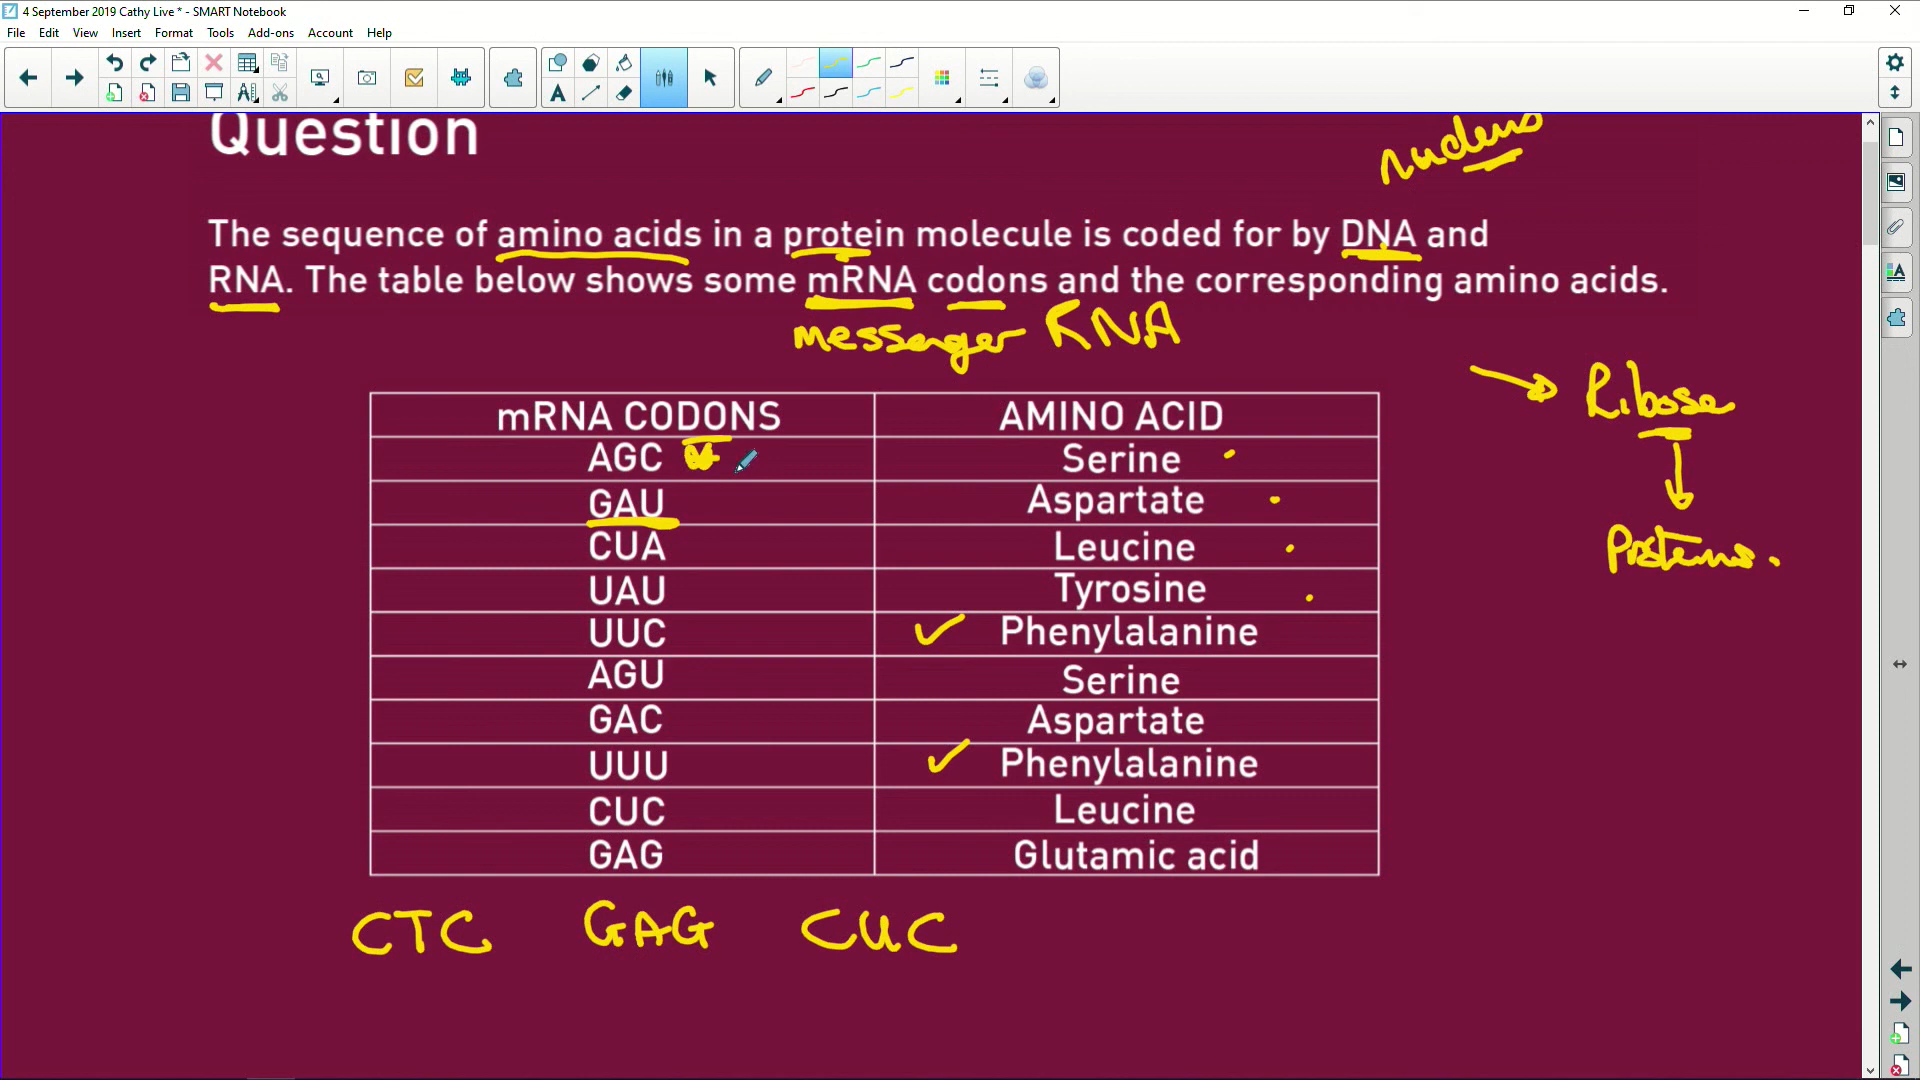 4 September 2019 Cathy Live * - SMART Notebook
File Edit View Insert Format Tools Add-ons Account Help
Question
nucleus
The sequence of amino acids in a protein molecule is coded for by DNA and
RNA. The table below shows some mRNA codons and the corresponding amino acids.
messenger RNA
Ribose
Proteins.
mRNA CODONS AMINO ACID
AGC Serine
GAU Aspartate
CUA Leucine
UAU Tyrosine
UUC Phenylalanine
AGU Serine
GAC Aspartate
UUU Phenylalanine
CUC Leucine
GAG Glutamic acid
CTC GAG CUC